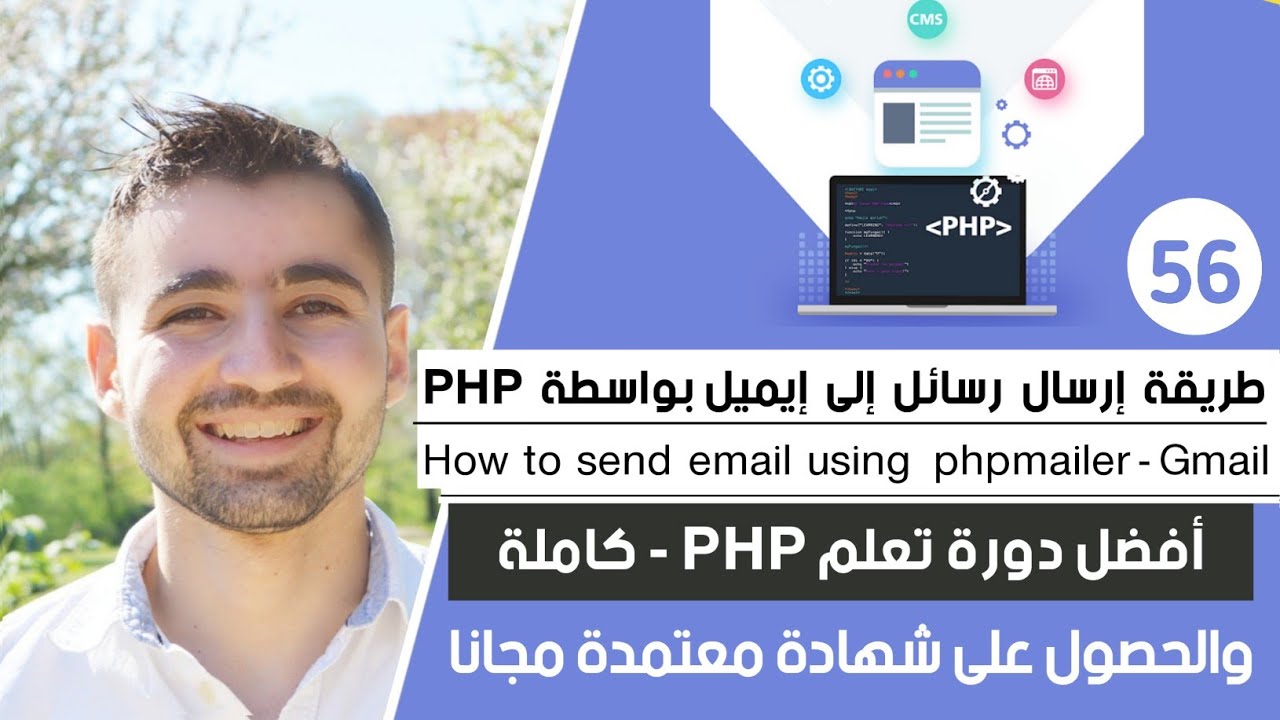 CMS
<PHP>
56
طريقة إرسال رسائل إلى إيميل بواسطة PHP
How to send email using phpmailer - Gmail
أفضل دورة تعلم PHP - كاملة
والحصول على شهادة معتمدة مجانا